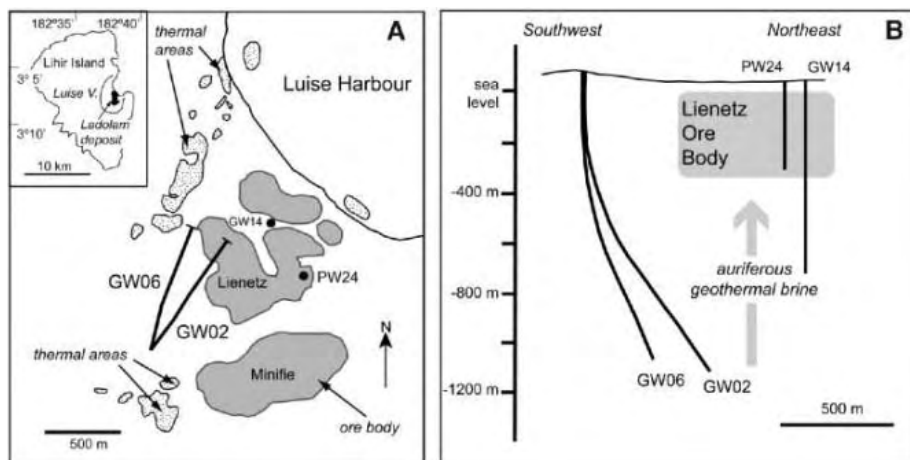 182°35' 182°40'
Lihir Island
3° 5'
Luise V.
Ladolam
deposit
3°10'
10 km
thermal
areas
A
Luise Harbour
GW14
GW06
Lienetz
PW24
GW02
N
thermal areas
Minifie
500 m
ore body
B
Southwest
Northeast
PW24
GW14
sea
level
Lienetz
Ore
Body
-400 m
auriferous
geothermal brine
-800 m
GW06
GW02
-1200 m
500 m